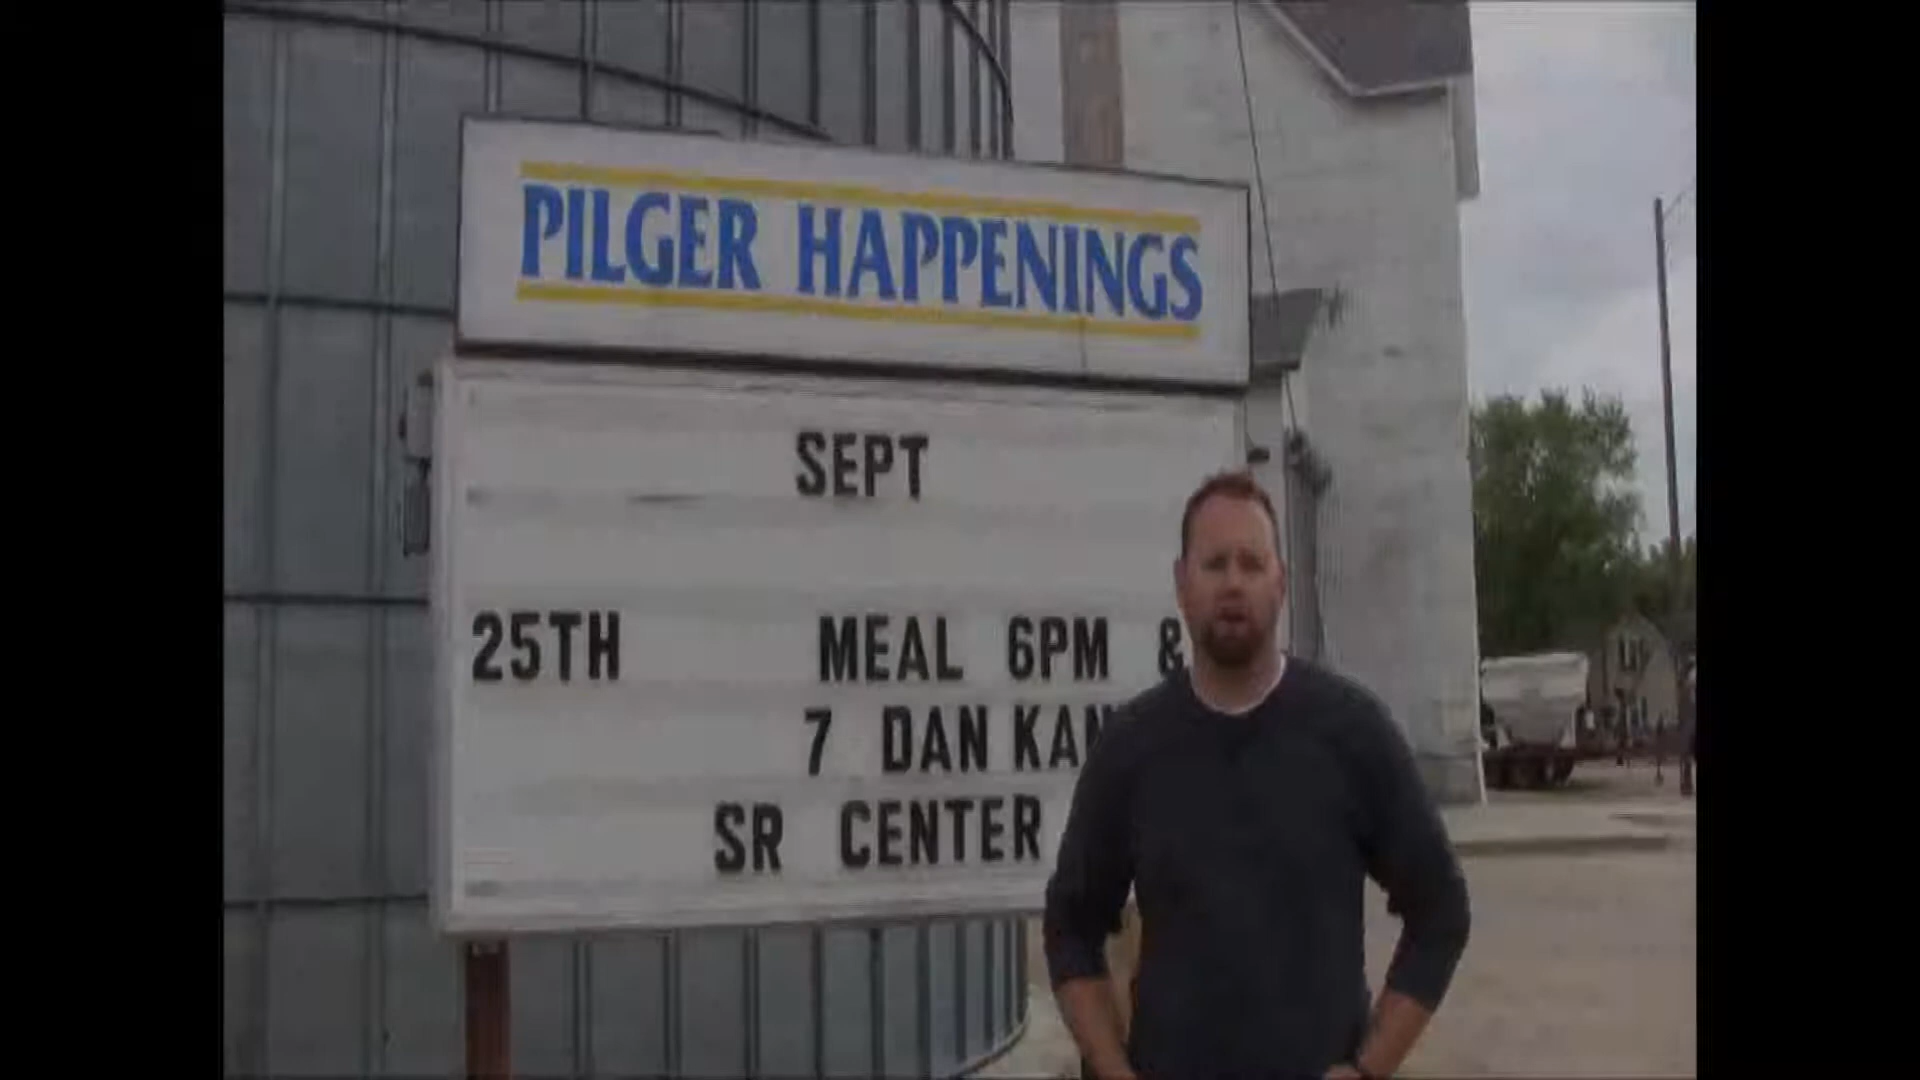 PILGER HAPPENINGS
SEPT
25TH MEAL 6PM &
7 DAN
SR CENTER